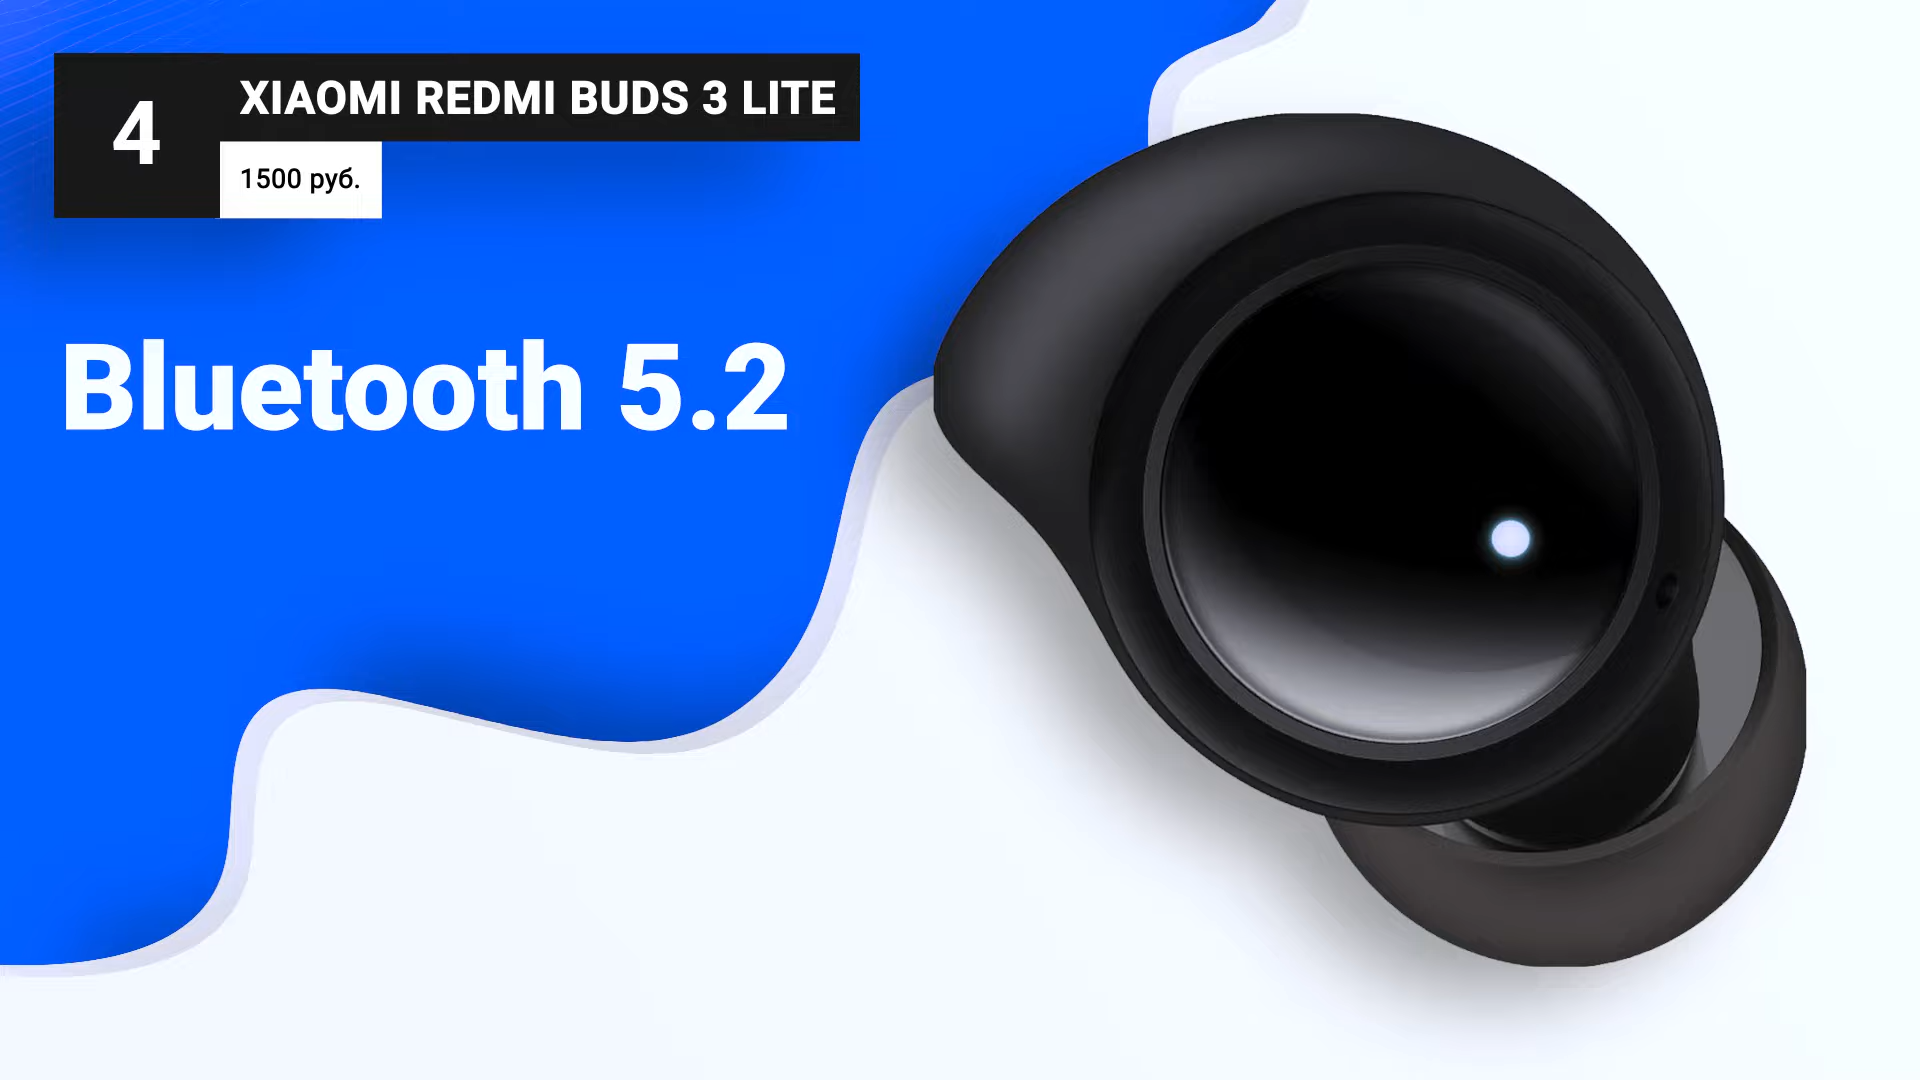 4
XIAOMI REDMI BUDS 3 LITE
1500 руб.
Bluetooth 5.2